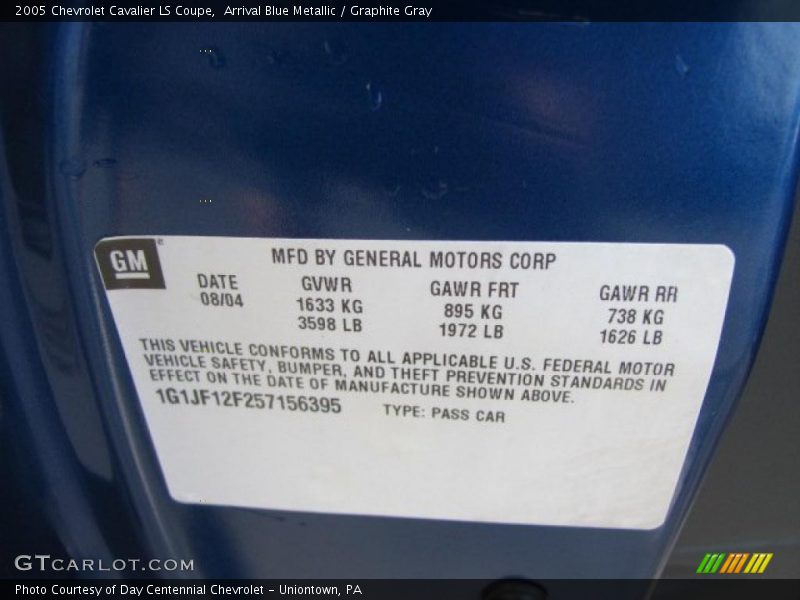 2005 Chevrolet Cavalier LS Coupe,  Arrival Blue Metallic / Graphite Gray
GM
MFD BY GENERAL MOTORS CORP
DATE GVWR GAWR FRT GAWR RR
08/04 1633 KG 895 KG 738 KG
3598 LB 1972 LB 1626 LB
THIS VEHICLE CONFORMS TO ALL APPLICABLE U.S. FEDERAL MOTOR
VEHICLE SAFETY, BUMPER, AND THEFT PREVENTION STANDARDS IN
EFFECT ON THE DATE OF MANUFACTURE SHOWN ABOVE.
1G1JF12F257156395 TYPE: PASS CAR
GTCARLOT.COM
Photo Courtesy of Day Centennial Chevrolet - Uniontown, PA